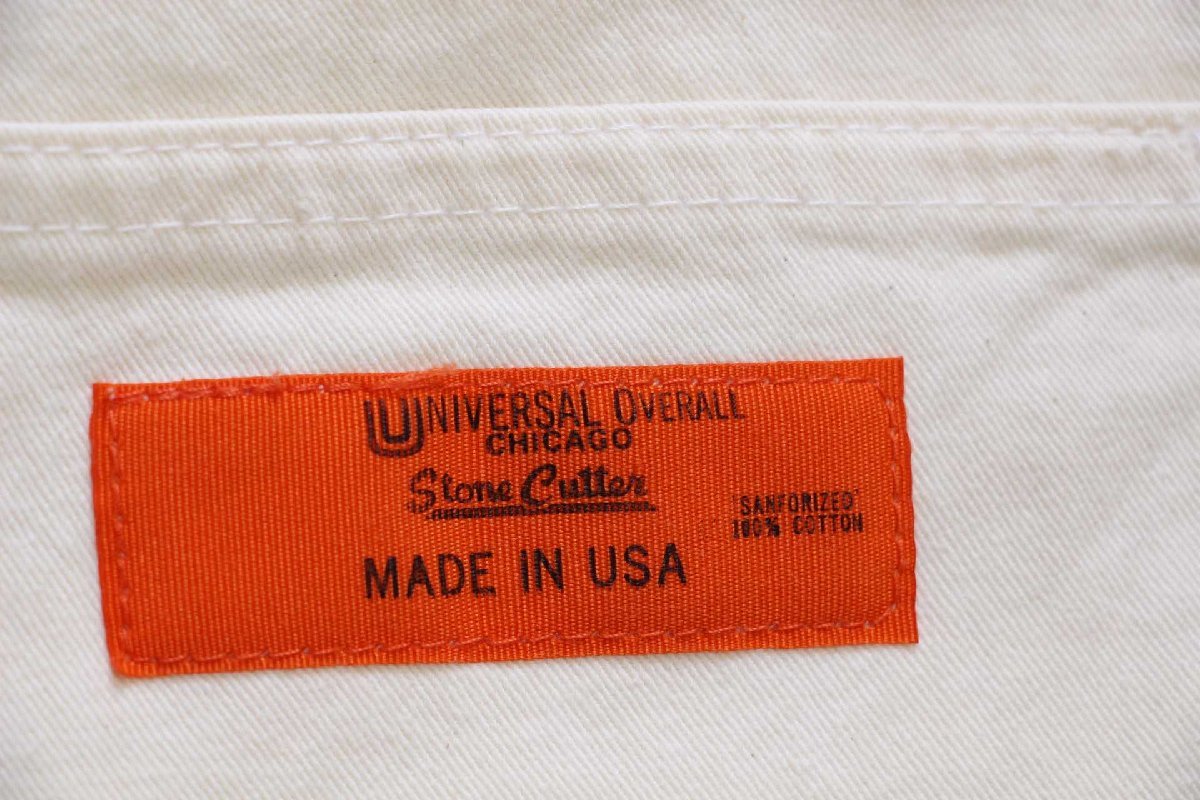 UNIVERSAL OVERALL
CHICAGO
Stone Cutter
"SANFORIZED"
100% COTTON
MADE IN USA